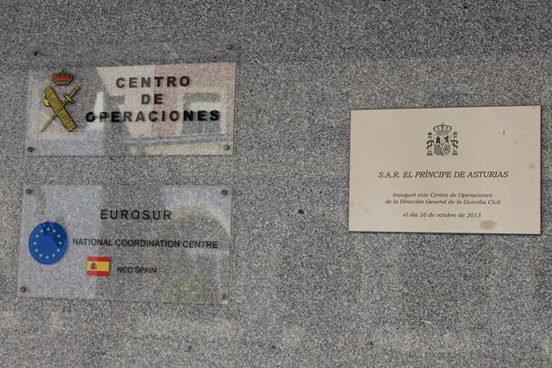 CENTRO
DE
OPERACIONES
EUROSUR
NATIONAL COORDINATION CENTRE
NCC SPAIN
S.A.R. EL PRÍNCIPE DE ASTURIAS
inauguró este Centro de Operaciones
de la Dirección General de la Guardia Civil
el día 16 de octubre de 2013